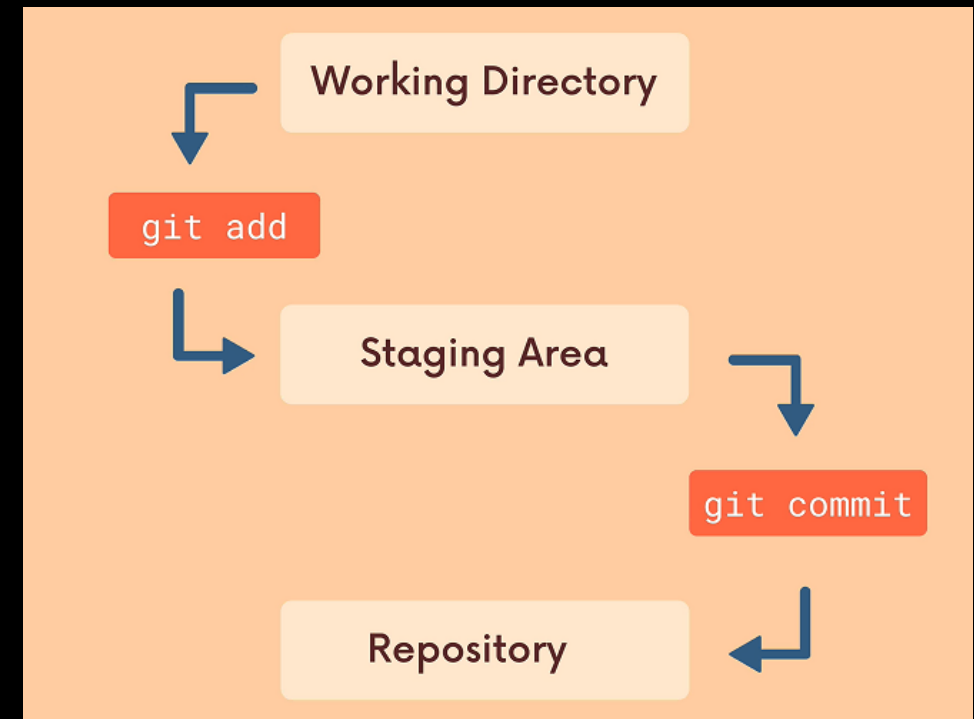 Working Directory
git add
Staging Area
git commit
Repository